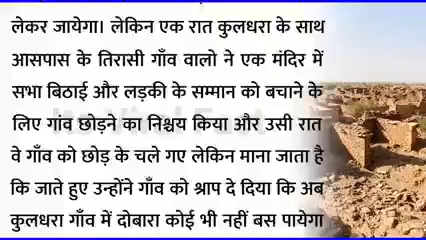 लेकर जायेगा। लेकिन एक रात कुलधरा के साथ
आसपास के तिरासी गाँव वालो ने एक मंदिर में
सभा बिठाई और लड़की के सम्मान को बचाने के
लिए गांव छोड़ने का निश्चय किया और उसी रात
वे गाँव को छोड़ के चले गए लेकिन माना जाता है
कि जाते हुए उन्होंने गाँव को श्राप दे दिया कि अब
कुलधरा गाँव में दोबारा कोई भी नहीं बस पायेगा